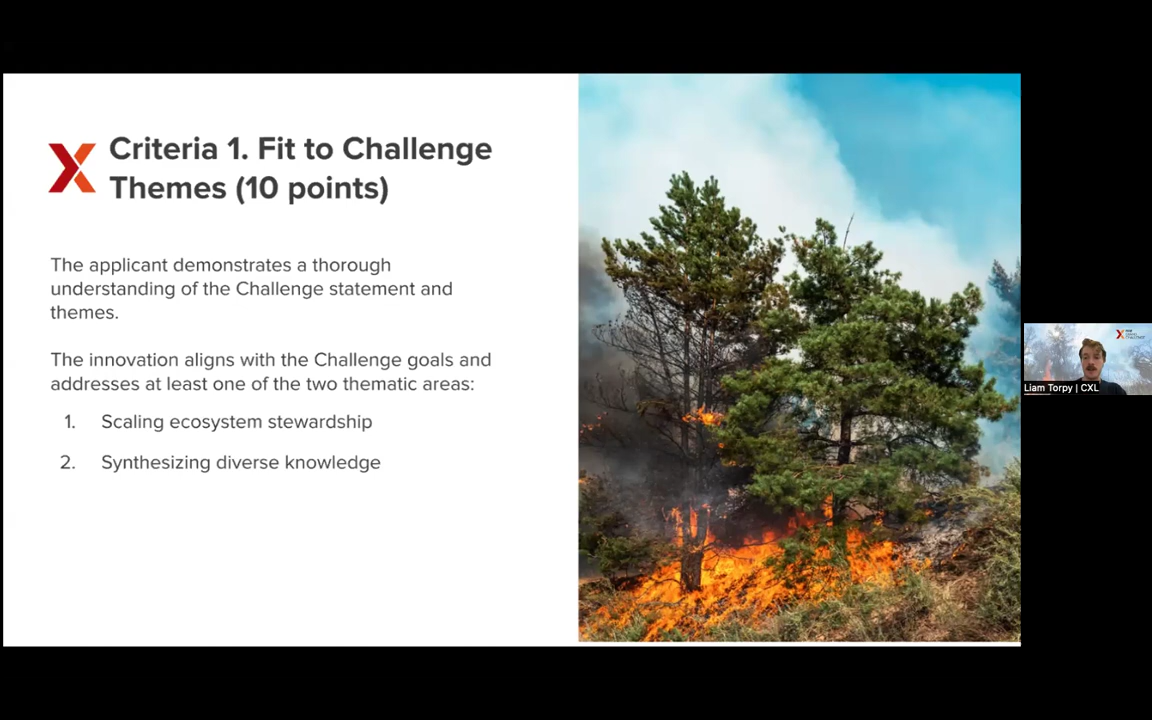 Criteria 1. Fit to Challenge
Themes (10 points)
The applicant demonstrates a thorough
understanding of the Challenge statement and
themes.
The innovation aligns with the Challenge goals and
addresses at least one of the two thematic areas:
1. Scaling ecosystem stewardship
2. Synthesizing diverse knowledge
Liam Torpy | CXL